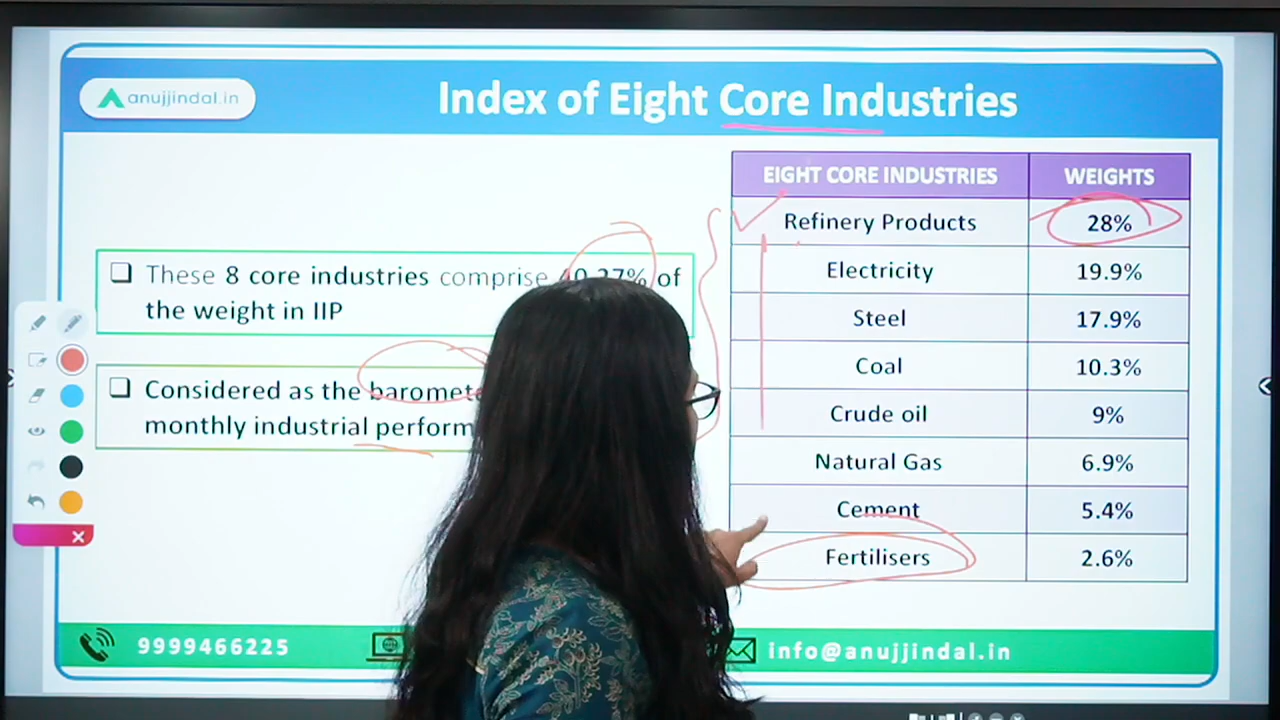 anujjindal.in
Index of Eight Core Industries
EIGHT CORE INDUSTRIES WEIGHTS
Refinery Products 28%
Electricity 19.9%
Steel 17.9%
Coal 10.3%
Crude oil 9%
Natural Gas 6.9%
Cement 5.4%
Fertilisers 2.6%
These 8 core industries comprise 40.27% of
the weight in IIP
Considered as the
monthly industrial
9999466225
info@anujjindal.in